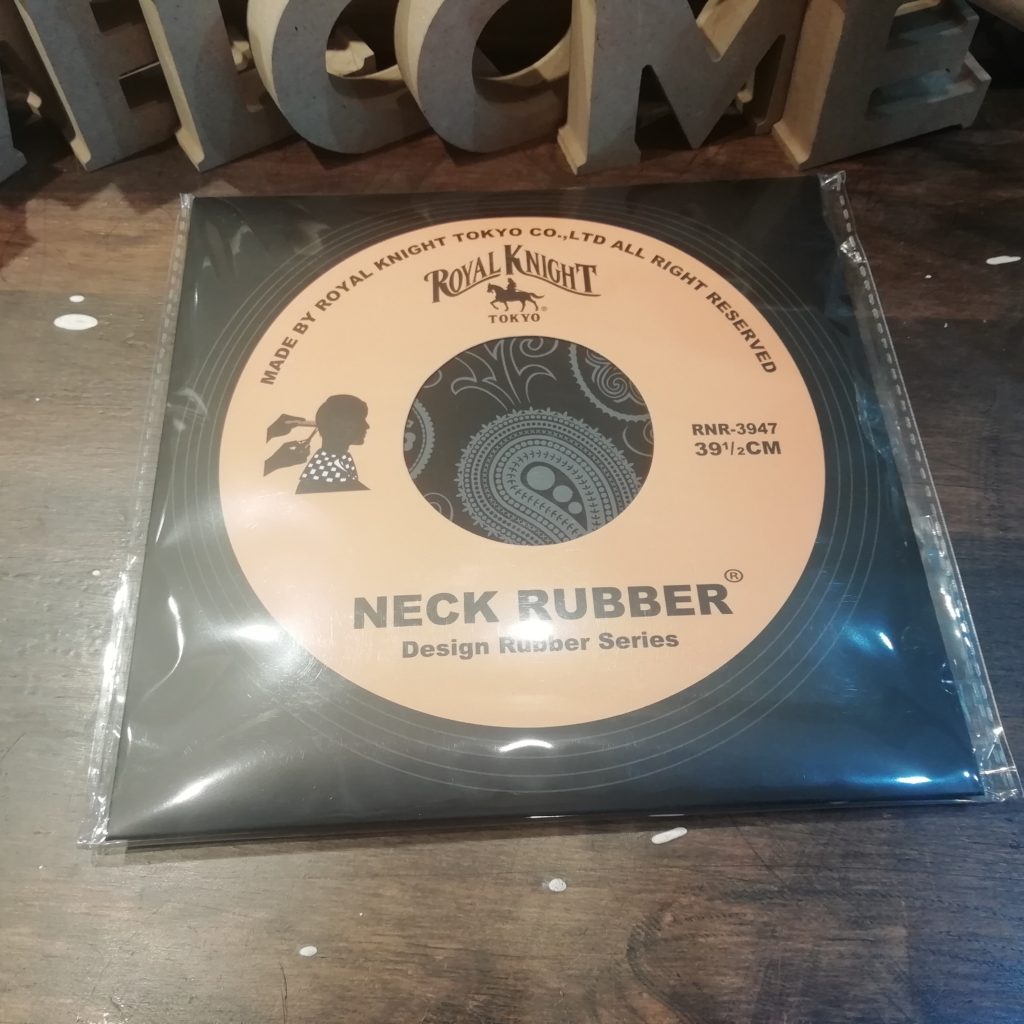 WELCOME
MADE BY ROYAL KNIGHT TOKYO CO.,LTD ALL RIGHT RESERVED
ROYAL KNIGHT
TOKYO ®
RNR-3947
39 1/2CM
NECK RUBBER®
Design Rubber Series